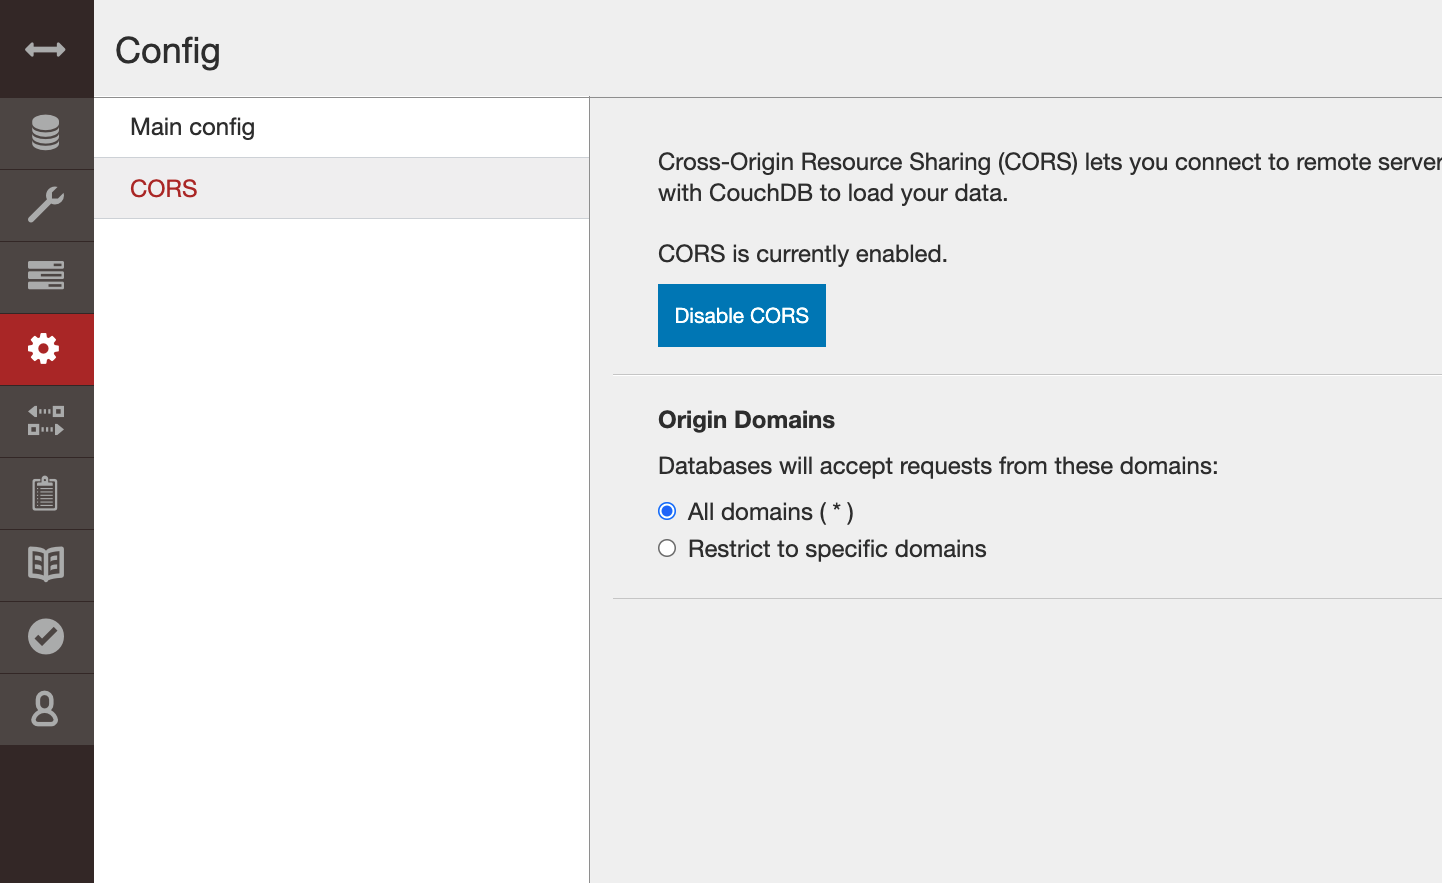 Config
Main config
CORS
Cross-Origin Resource Sharing (CORS) lets you connect to remote server
with CouchDB to load your data.
CORS is currently enabled.
Disable CORS
Origin Domains
Databases will accept requests from these domains:
All domains ( * )
Restrict to specific domains